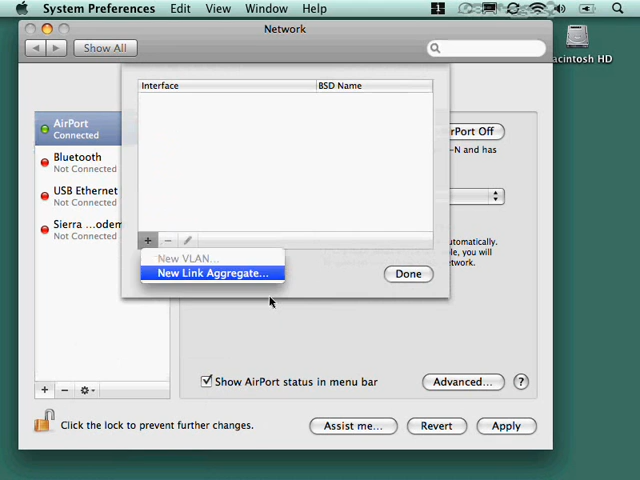 System Preferences Edit View Window Help
1
Network
Show All
acintosh HD
Interface BSD Name
AirPort
Connected
rPort Off
-N and has
Bluetooth
Not Connected
USB Ethernet
Not Connected
Sierra ...odem
Not Connected
utomatically.
le, you will
etwork.
New VLAN...
New Link Aggregate...
Done
Show AirPort status in menu bar
Advanced...
?
Click the lock to prevent further changes.
Assist me...
Revert
Apply